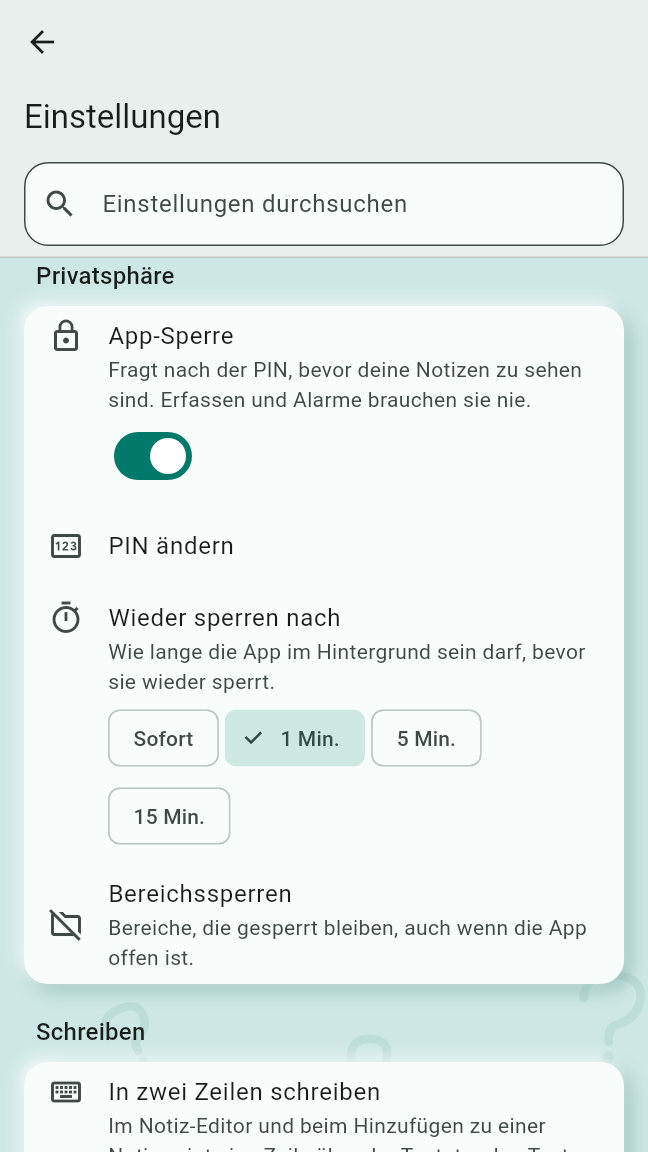 Einstellungen
Einstellungen durchsuchen
Privatsphäre
App-Sperre
Fragt nach der PIN, bevor deine Notizen zu sehen
sind. Erfassen und Alarme brauchen sie nie.
123
PIN ändern
Wieder sperren nach
Wie lange die App im Hintergrund sein darf, bevor
sie wieder sperrt.
Sofort
1 Min.
5 Min.
15 Min.
Bereichssperren
Bereiche, die gesperrt bleiben, auch wenn die App
offen ist.
Schreiben
In zwei Zeilen schreiben
Im Notiz-Editor und beim Hinzufügen zu einer